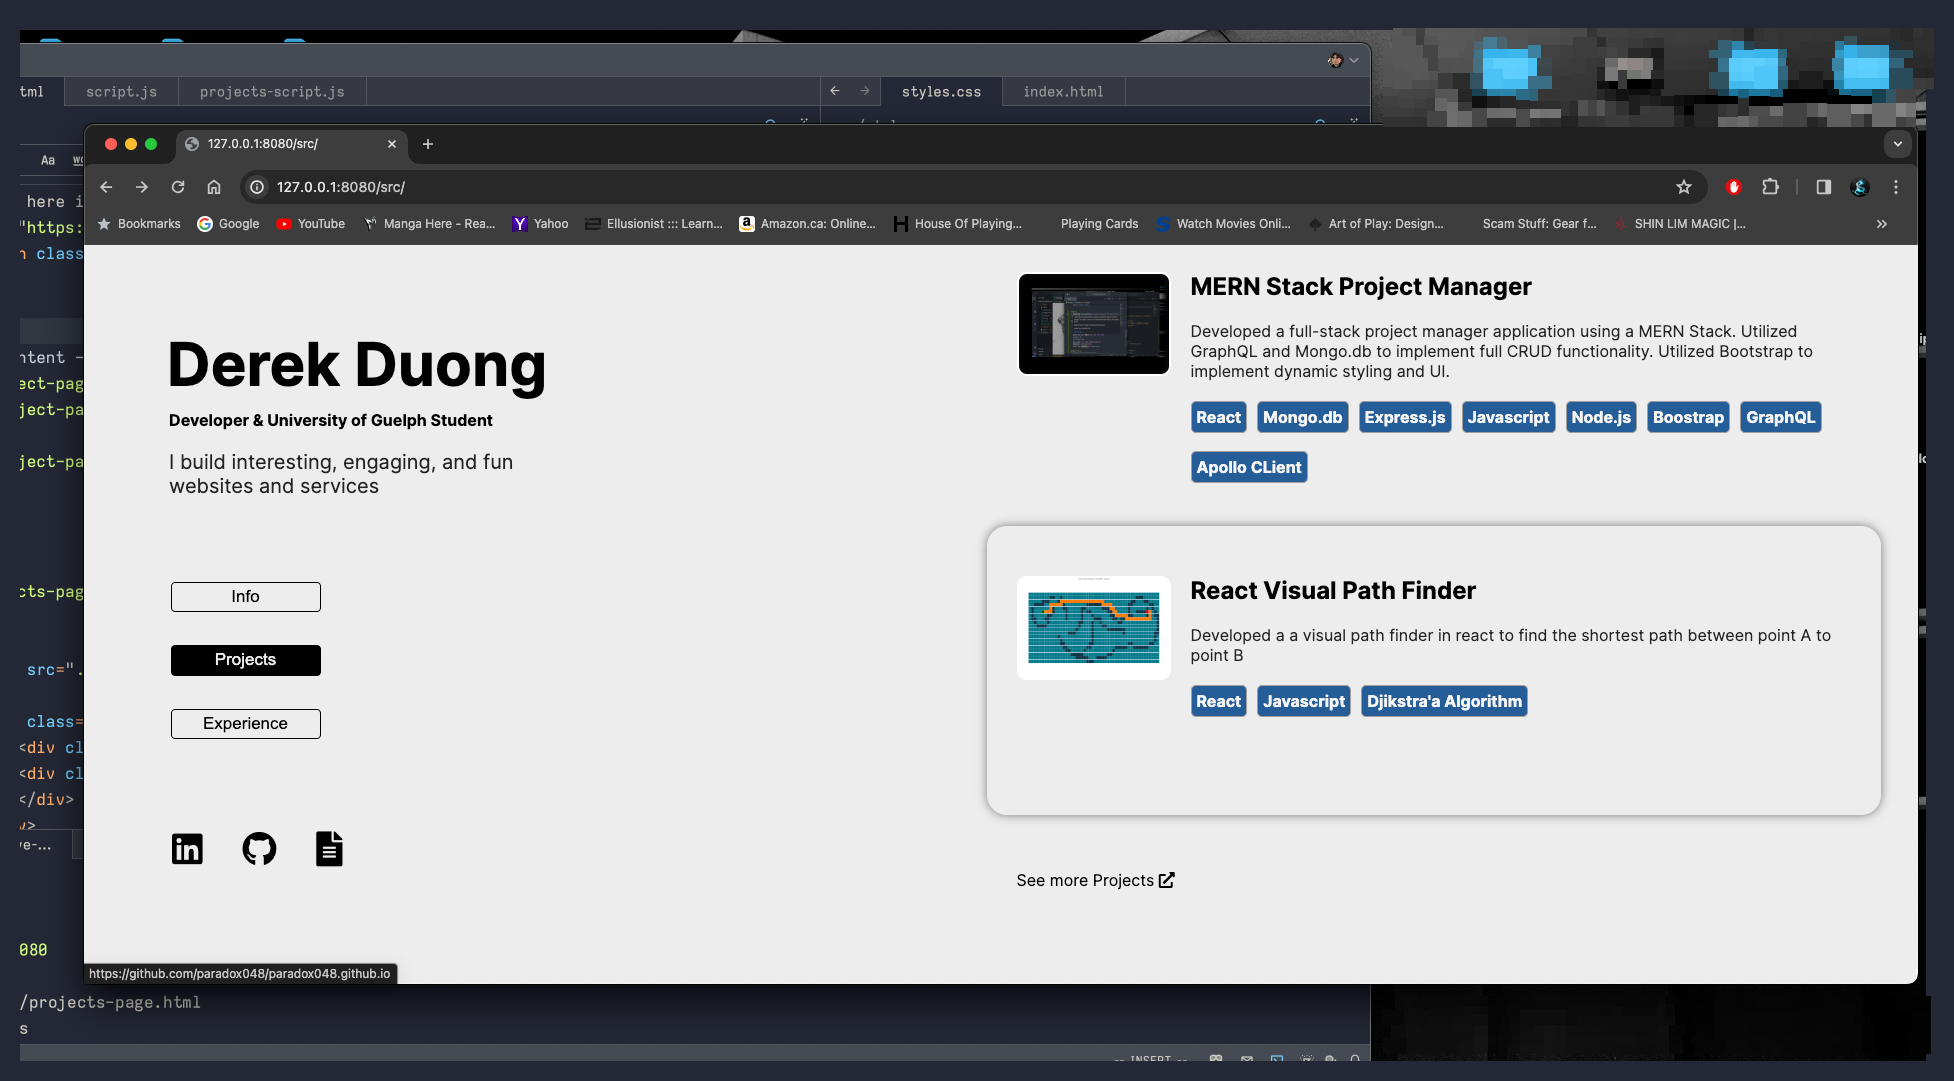 tml script.js projects-script.js
styles.css index.html
127.0.0.1:8080/src/
Aa
127.0.0.1:8080/src/
Bookmarks Google YouTube Manga Here - Rea... Yahoo Ellusionist ::: Learn... Amazon.ca: Online... House Of Playing... Playing Cards Watch Movies Onli... Art of Play: Design... Scam Stuff: Gear f... SHIN LIM MAGIC |...
here i
"https:
n class
ntent -
ect-pag
ject-pa
ject-pa
cts-pag
src=".
class=
<div cl
<div cl
</div>
v>
ve-...
080
/projects-page.html
s
-- INSERT --
Derek Duong
Developer & University of Guelph Student
I build interesting, engaging, and fun
websites and services
Info
Projects
Experience
MERN Stack Project Manager
Developed a full-stack project manager application using a MERN Stack. Utilized
GraphQL and Mongo.db to implement full CRUD functionality. Utilized Bootstrap to
implement dynamic styling and UI.
React Mongo.db Express.js Javascript Node.js Boostrap GraphQL
Apollo CLient
React Visual Path Finder
Developed a a visual path finder in react to find the shortest path between point A to
point B
React Javascript Djikstra'a Algorithm
See more Projects
https://github.com/paradox048/paradox048.github.io